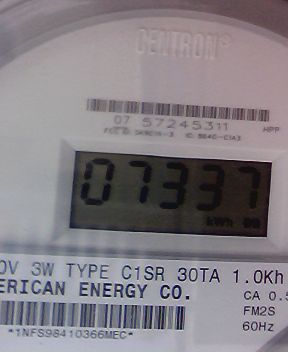 CENTRON®
07 57245311
HPP
07337
kWh
0V 3W TYPE C1SR 30TA 1.0Kh
ERICAN ENERGY CO.
CA 0.5
FM2S
*1NFS98410366MEC*
60Hz